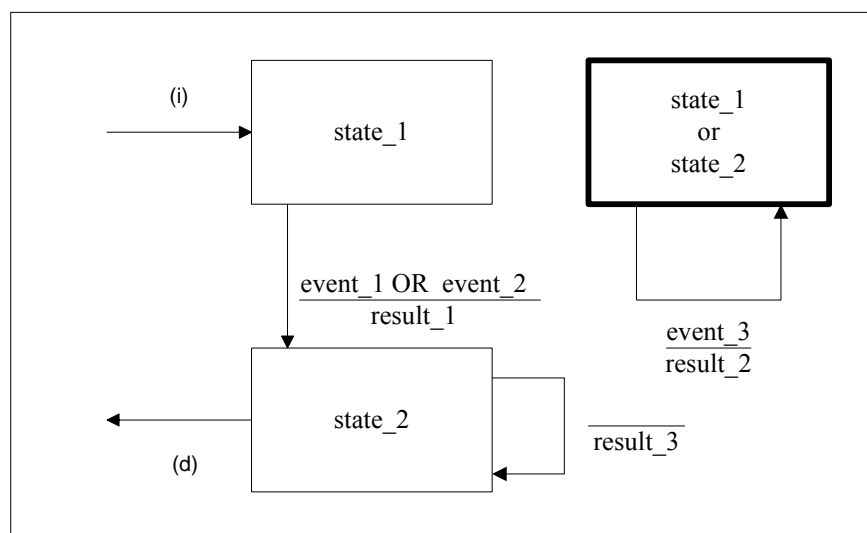 (i)
state_1
state_1
or
state_2
event_1 OR event_2
result_1
event_3
result_2
state_2
result_3
(d)